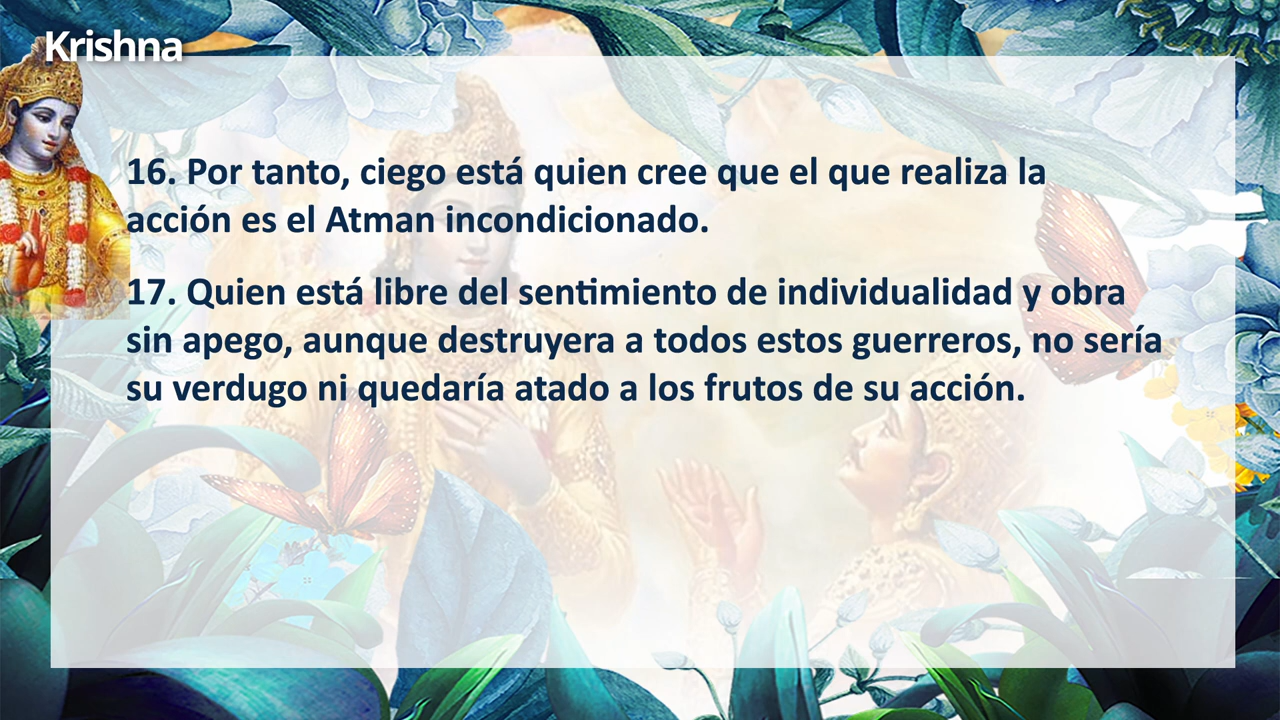 Krishna
16. Por tanto, ciego está quien cree que el que realiza la
acción es el Atman incondicionado.
17. Quien está libre del sentimiento de individualidad y obra
sin apego, aunque destruyera a todos estos guerreros, no sería
su verdugo ni quedaría atado a los frutos de su acción.